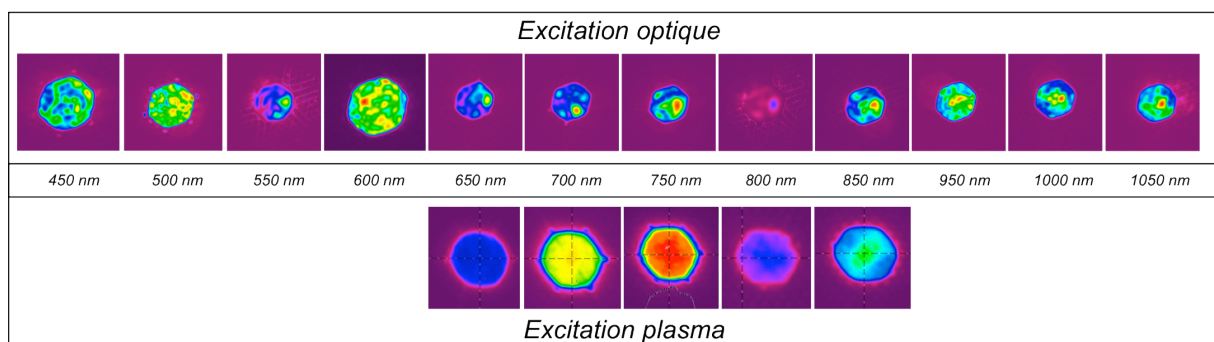 Excitation optique
450 nm 500 nm 550 nm 600 nm 650 nm 700 nm 750 nm 800 nm 850 nm 950 nm 1000 nm 1050 nm
Excitation plasma